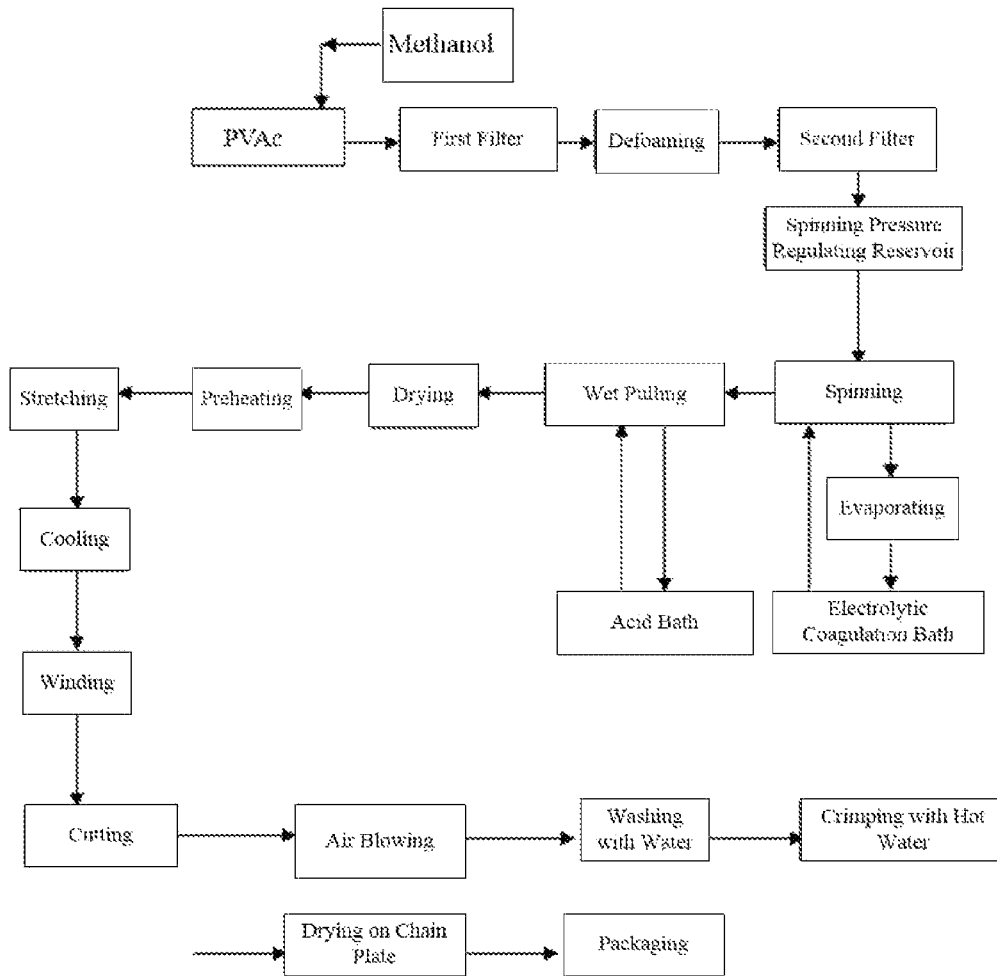 Methanol
PVAc
First Filter
Defoaming
Second Filter
Spinning Pressure
Regulating Reservoir
Stretching
Preheating
Drying
Wet Pulling
Spinning
Evaporating
Cooling
Acid Bath
Electrolytic
Coagulation Bath
Winding
Cutting
Air Blowing
Washing
with Water
Crimping with Hot
Water
Drying on Chain
Plate
Packaging